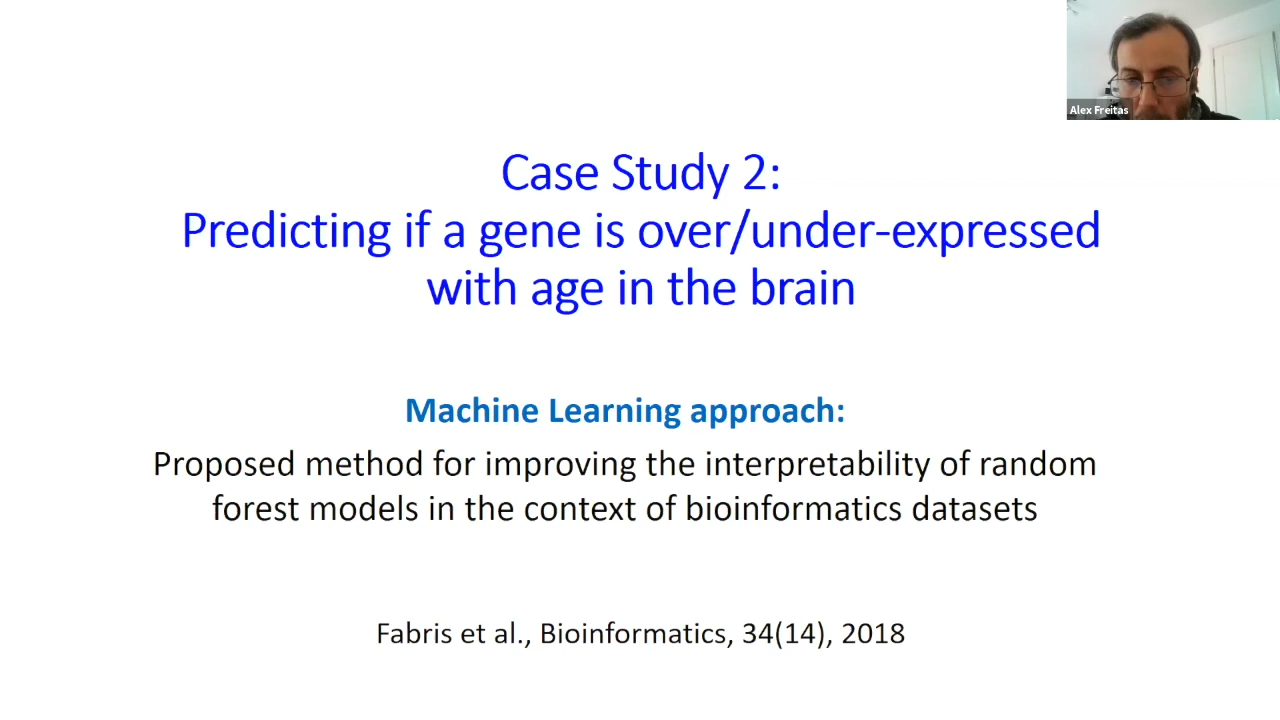 Alex Freitas
Case Study 2:
Predicting if a gene is over/under-expressed
with age in the brain
Machine Learning approach:
Proposed method for improving the interpretability of random
forest models in the context of bioinformatics datasets
Fabris et al., Bioinformatics, 34(14), 2018